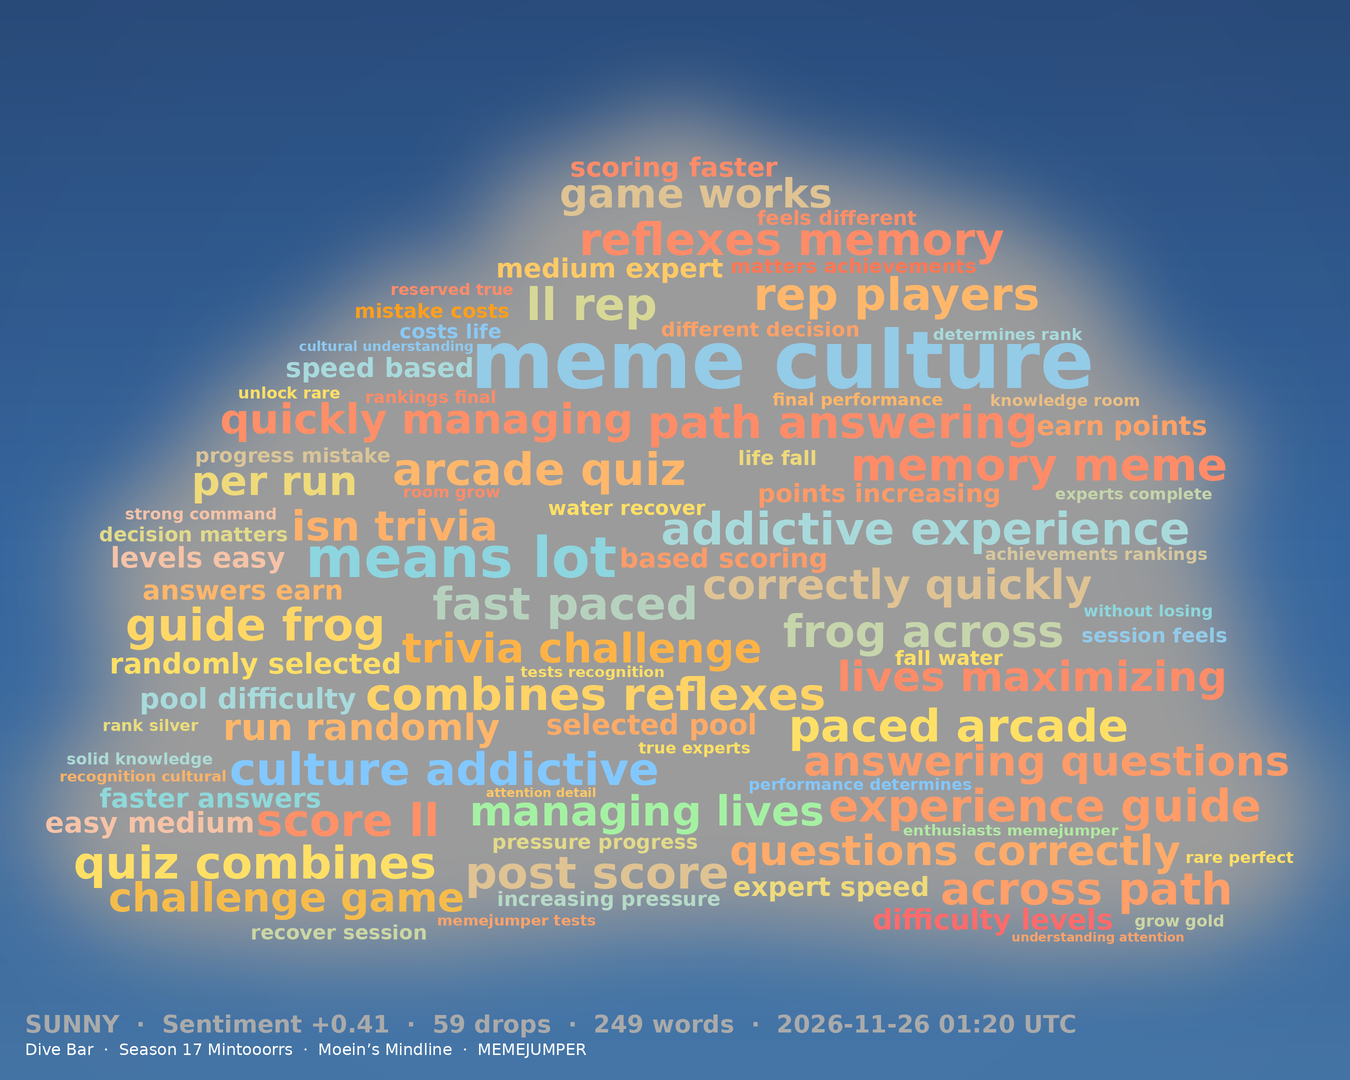 scoring faster
game works
feels different
reflexes memory
medium expert matters achievements
reserved true ll rep rep players
mistake costs
costs life different decision determines rank
cultural understanding meme culture
speed based
unlock rare rankings final final performance knowledge room
quickly managing path answering earn points
progress mistake arcade quiz life fall memory meme
per run room grow points increasing experts complete
strong command water recover
decision matters isn trivia addictive experience
levels easy means lot based scoring achievements rankings
answers earn fast paced correctly quickly
guide frog frog across without losing
session feels
randomly selected trivia challenge fall water
tests recognition lives maximizing
pool difficulty combines reflexes
rank silver run randomly selected pool paced arcade
true experts
solid knowledge culture addictive answering questions
recognition cultural performance determines
faster answers attention detail
easy medium score ll managing lives experience guide
pressure progress enthusiasts memejumper
quiz combines post score questions correctly rare perfect
challenge game increasing pressure expert speed across path
recover session memejumper tests difficulty levels grow gold
understanding attention
SUNNY · Sentiment +0.41 · 59 drops · 249 words · 2026-11-26 01:20 UTC
Dive Bar · Season 17 Mintooorrs · Moein’s Mindline · MEMEJUMPER